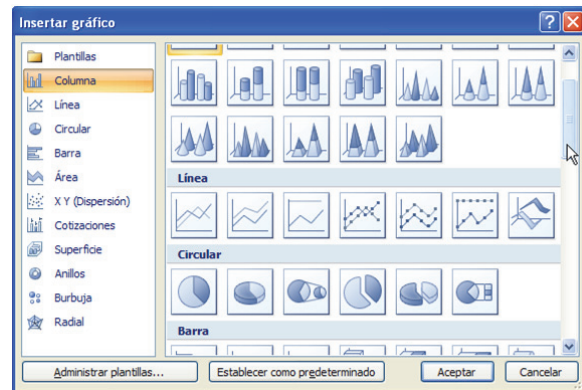 Insertar gráfico
Plantillas
Columna
Línea
Circular
Barra
Área
X Y (Dispersión)
Cotizaciones
Superficie
Anillos
Burbuja
Radial
Línea
Circular
Barra
Administrar plantillas...
Establecer como predeterminado
Aceptar
Cancelar